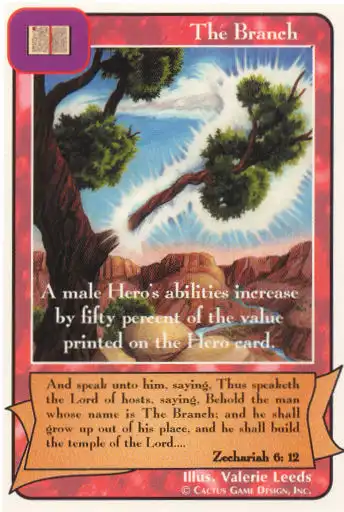 The Branch
A male Hero's abilities increase
by fifty percent of the value
printed on the Hero card.
And speak unto him, saying, Thus speaketh
the Lord of hosts, saying, Behold the man
whose name is The Branch; and he shall
grow up out of his place, and he shall build
the temple of the Lord....
Zechariah 6: 12
Illus. Valerie Leeds
© Cactus Game Design, Inc.